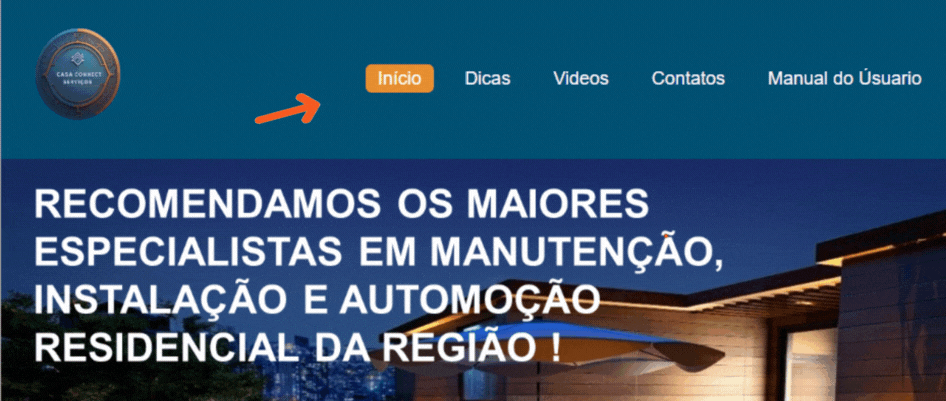 CASA CONNECT
SERVIÇOS
Início Dicas Videos Contatos Manual do Úsuario
RECOMENDAMOS OS MAIORES
ESPECIALISTAS EM MANUTENÇÃO,
INSTALAÇÃO E AUTOMOÇÃO
RESIDENCIAL DA REGIÃO !